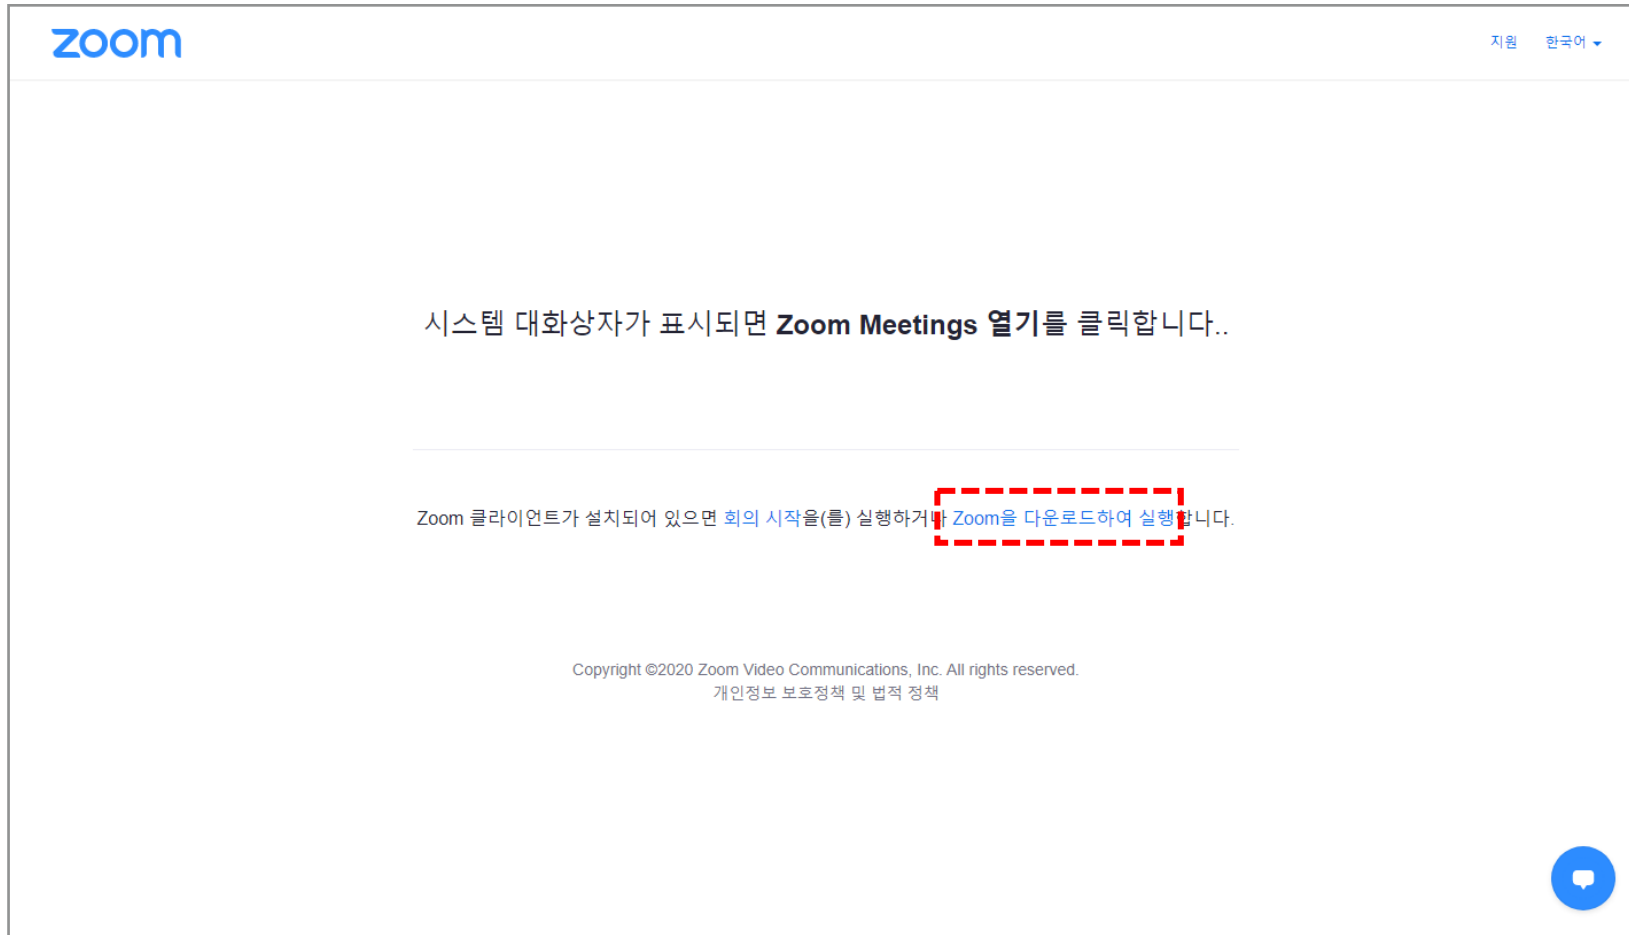 zoom
지원 한국어
시스템 대화상자가 표시되면 Zoom Meetings 열기를 클릭합니다..
Zoom 클라이언트가 설치되어 있으면 회의 시작을(를) 실행하거나 Zoom을 다운로드하여 실행합니다.
Copyright ©2020 Zoom Video Communications, Inc. All rights reserved.
개인정보 보호정책 및 법적 정책